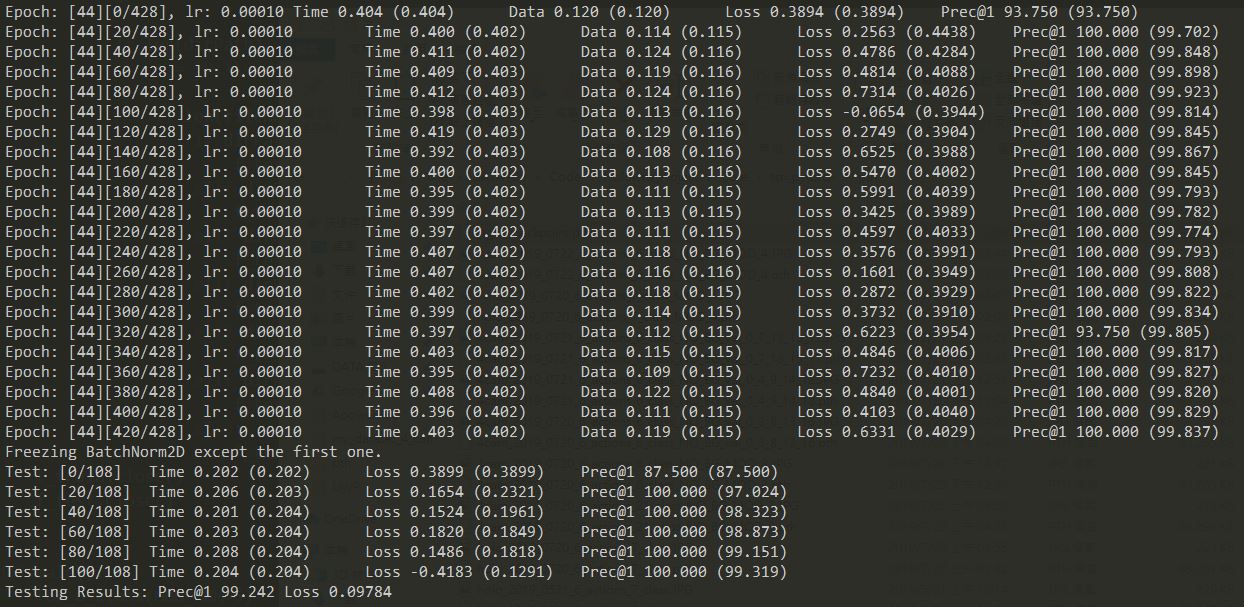 Epoch: [44][0/428], lr: 0.00010 Time 0.404 (0.404) Data 0.120 (0.120) Loss 0.3894 (0.3894) Prec@1 93.750 (93.750)
Epoch: [44][20/428], lr: 0.00010 Time 0.400 (0.402) Data 0.114 (0.115) Loss 0.2563 (0.4438) Prec@1 100.000 (99.702)
Epoch: [44][40/428], lr: 0.00010 Time 0.411 (0.402) Data 0.124 (0.116) Loss 0.4786 (0.4284) Prec@1 100.000 (99.848)
Epoch: [44][60/428], lr: 0.00010 Time 0.409 (0.403) Data 0.119 (0.116) Loss 0.4814 (0.4088) Prec@1 100.000 (99.898)
Epoch: [44][80/428], lr: 0.00010 Time 0.412 (0.403) Data 0.124 (0.116) Loss 0.7314 (0.4026) Prec@1 100.000 (99.923)
Epoch: [44][100/428], lr: 0.00010 Time 0.398 (0.403) Data 0.113 (0.116) Loss -0.0654 (0.3944) Prec@1 100.000 (99.814)
Epoch: [44][120/428], lr: 0.00010 Time 0.419 (0.403) Data 0.129 (0.116) Loss 0.2749 (0.3904) Prec@1 100.000 (99.845)
Epoch: [44][140/428], lr: 0.00010 Time 0.392 (0.403) Data 0.108 (0.116) Loss 0.6525 (0.3988) Prec@1 100.000 (99.867)
Epoch: [44][160/428], lr: 0.00010 Time 0.400 (0.402) Data 0.113 (0.116) Loss 0.5470 (0.4002) Prec@1 100.000 (99.845)
Epoch: [44][180/428], lr: 0.00010 Time 0.395 (0.402) Data 0.111 (0.115) Loss 0.5991 (0.4039) Prec@1 100.000 (99.793)
Epoch: [44][200/428], lr: 0.00010 Time 0.399 (0.402) Data 0.113 (0.115) Loss 0.3425 (0.3989) Prec@1 100.000 (99.782)
Epoch: [44][220/428], lr: 0.00010 Time 0.397 (0.402) Data 0.111 (0.115) Loss 0.4597 (0.4033) Prec@1 100.000 (99.774)
Epoch: [44][240/428], lr: 0.00010 Time 0.407 (0.402) Data 0.118 (0.116) Loss 0.3576 (0.3991) Prec@1 100.000 (99.793)
Epoch: [44][260/428], lr: 0.00010 Time 0.407 (0.402) Data 0.116 (0.116) Loss 0.1601 (0.3949) Prec@1 100.000 (99.808)
Epoch: [44][280/428], lr: 0.00010 Time 0.402 (0.402) Data 0.118 (0.115) Loss 0.2872 (0.3929) Prec@1 100.000 (99.822)
Epoch: [44][300/428], lr: 0.00010 Time 0.399 (0.402) Data 0.114 (0.115) Loss 0.3732 (0.3910) Prec@1 100.000 (99.834)
Epoch: [44][320/428], lr: 0.00010 Time 0.397 (0.402) Data 0.112 (0.115) Loss 0.6223 (0.3954) Prec@1 93.750 (99.805)
Epoch: [44][340/428], lr: 0.00010 Time 0.403 (0.402) Data 0.115 (0.115) Loss 0.4846 (0.4006) Prec@1 100.000 (99.817)
Epoch: [44][360/428], lr: 0.00010 Time 0.395 (0.402) Data 0.109 (0.115) Loss 0.7232 (0.4010) Prec@1 100.000 (99.827)
Epoch: [44][380/428], lr: 0.00010 Time 0.408 (0.402) Data 0.122 (0.115) Loss 0.4840 (0.4001) Prec@1 100.000 (99.820)
Epoch: [44][400/428], lr: 0.00010 Time 0.396 (0.402) Data 0.111 (0.115) Loss 0.4103 (0.4040) Prec@1 100.000 (99.829)
Epoch: [44][420/428], lr: 0.00010 Time 0.403 (0.402) Data 0.119 (0.115) Loss 0.6331 (0.4029) Prec@1 100.000 (99.837)
Freezing BatchNorm2D except the first one.
Test: [0/108] Time 0.202 (0.202) Loss 0.3899 (0.3899) Prec@1 87.500 (87.500)
Test: [20/108] Time 0.206 (0.203) Loss 0.1654 (0.2321) Prec@1 100.000 (97.024)
Test: [40/108] Time 0.201 (0.204) Loss 0.1524 (0.1961) Prec@1 100.000 (98.323)
Test: [60/108] Time 0.203 (0.204) Loss 0.1820 (0.1849) Prec@1 100.000 (98.873)
Test: [80/108] Time 0.208 (0.204) Loss 0.1486 (0.1818) Prec@1 100.000 (99.151)
Test: [100/108] Time 0.204 (0.204) Loss -0.4183 (0.1291) Prec@1 100.000 (99.319)
Testing Results: Prec@1 99.242 Loss 0.09784